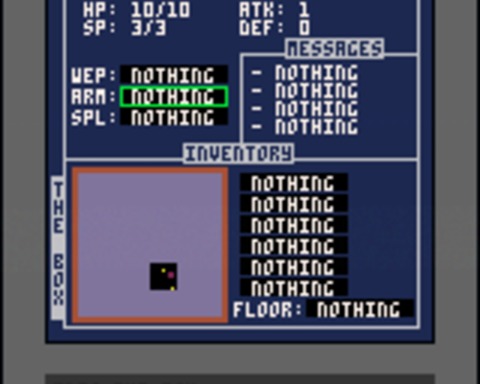 HP: 10/10 ATK: 1
SP: 3/3 DEF: 0
MESSAGES
WEP: NOTHING - NOTHING
ARM: NOTHING - NOTHING
SPL: NOTHING - NOTHING
- NOTHING
INVENTORY
THE BOX
NOTHING
NOTHING
NOTHING
NOTHING
NOTHING
NOTHING
FLOOR: NOTHING